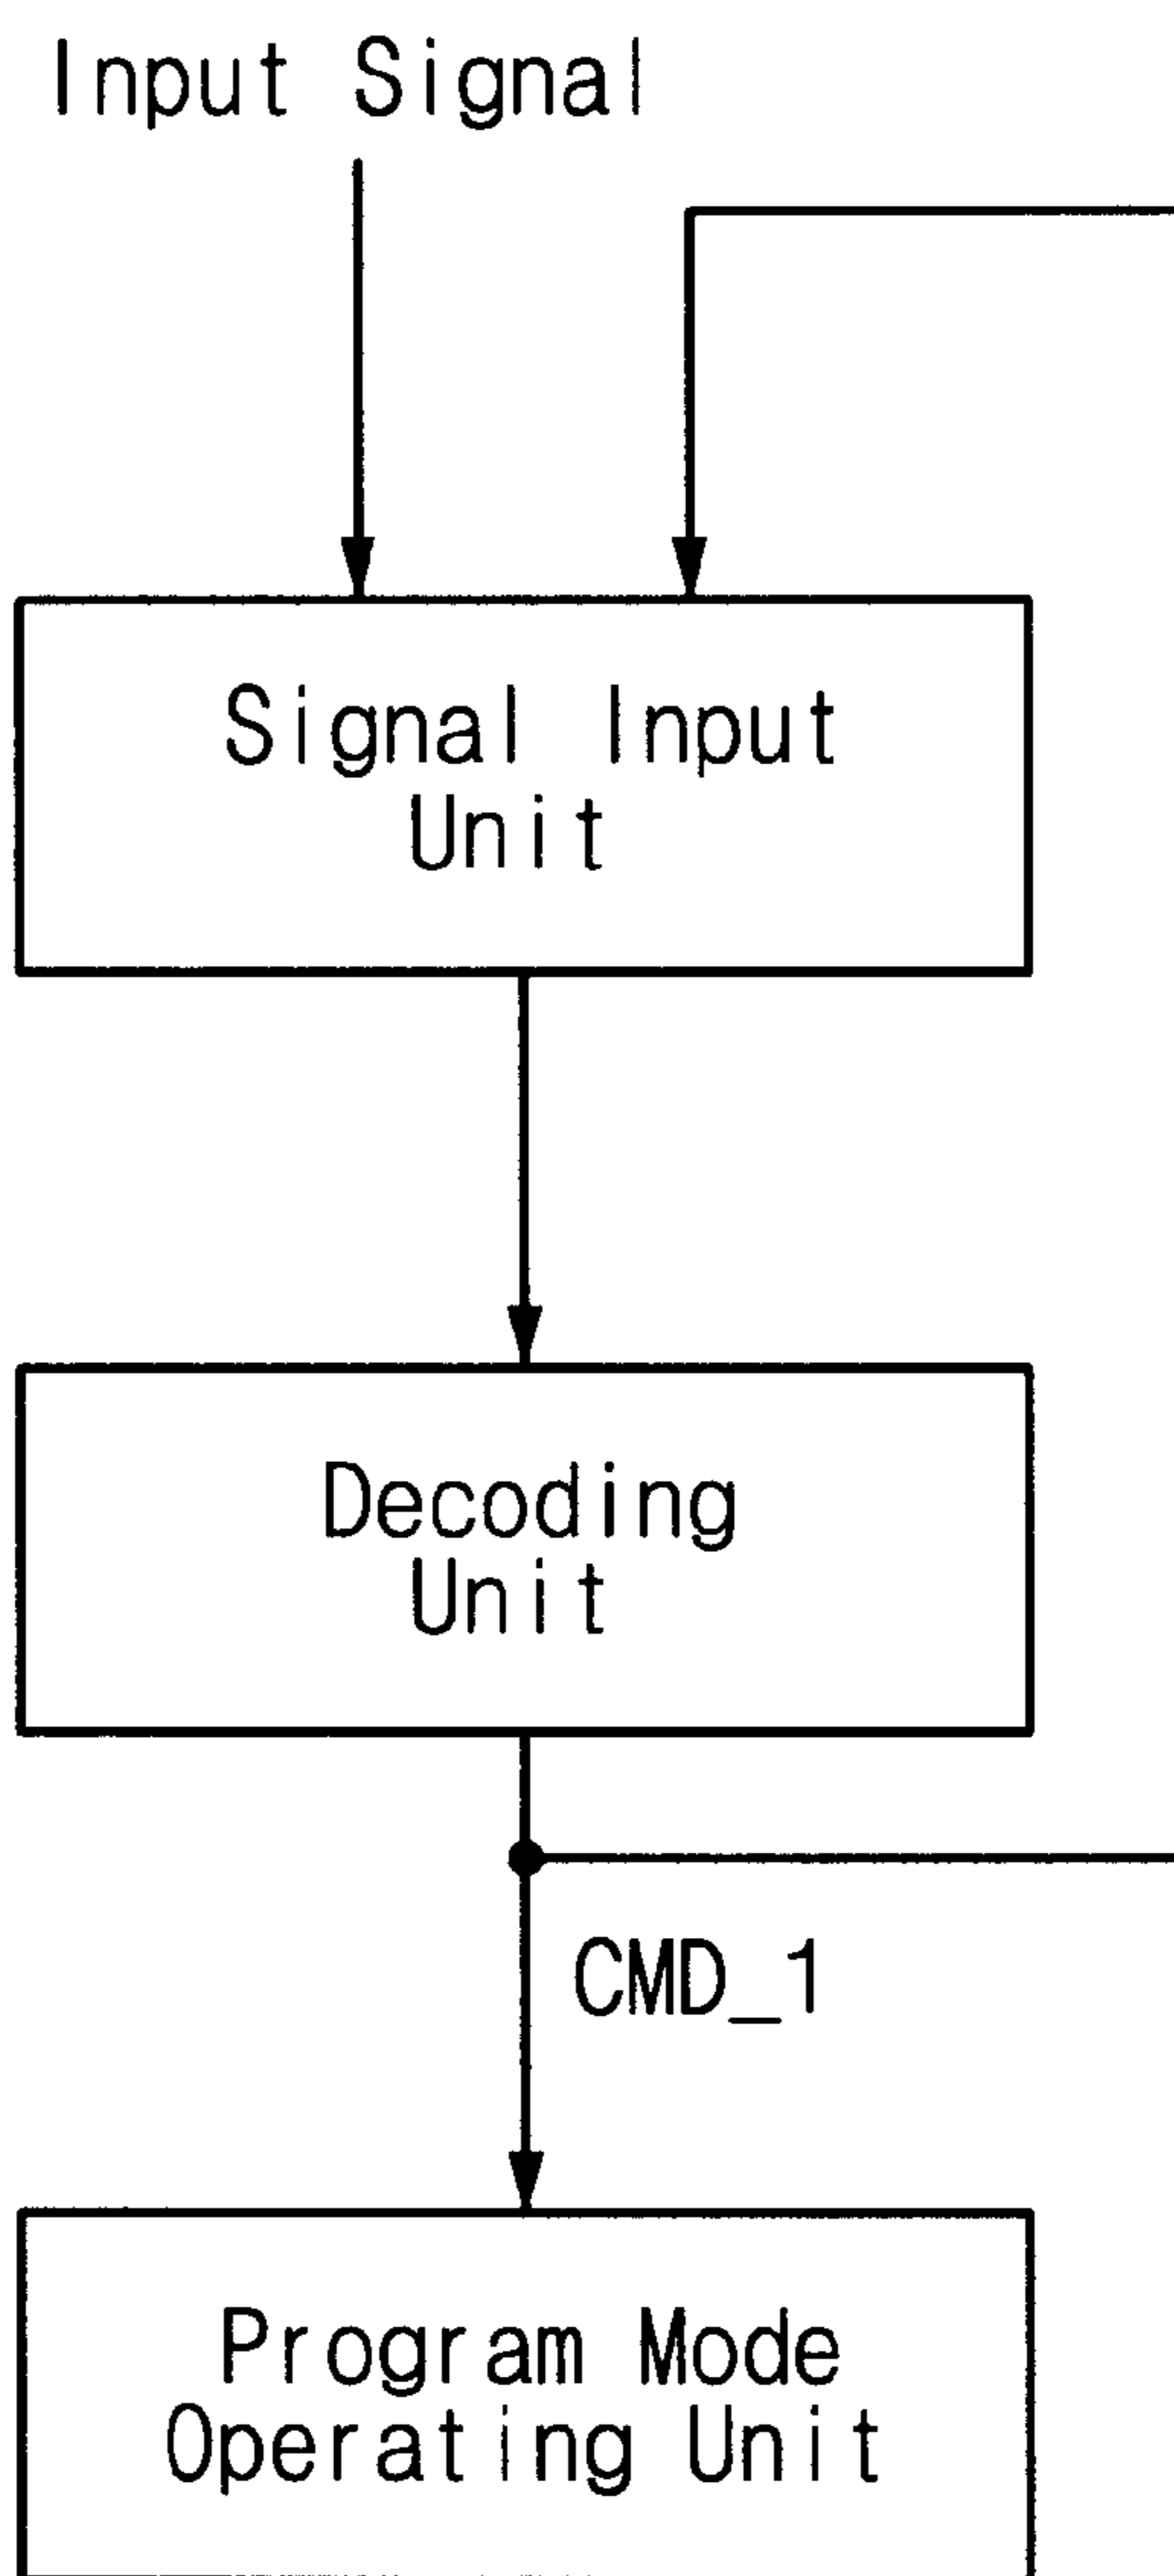 Input Signal
Signal Input
Unit
Decoding
Unit
CMD_1
Program Mode
Operating Unit